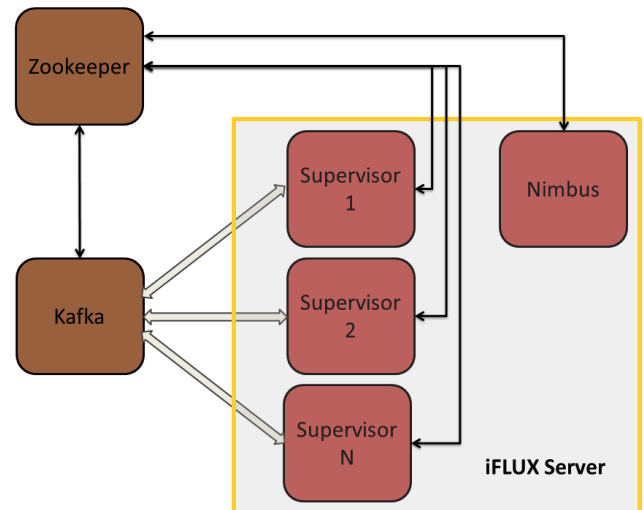 Zookeeper
Supervisor
1
Nimbus
Kafka
Supervisor
2
Supervisor
N
iFLUX Server